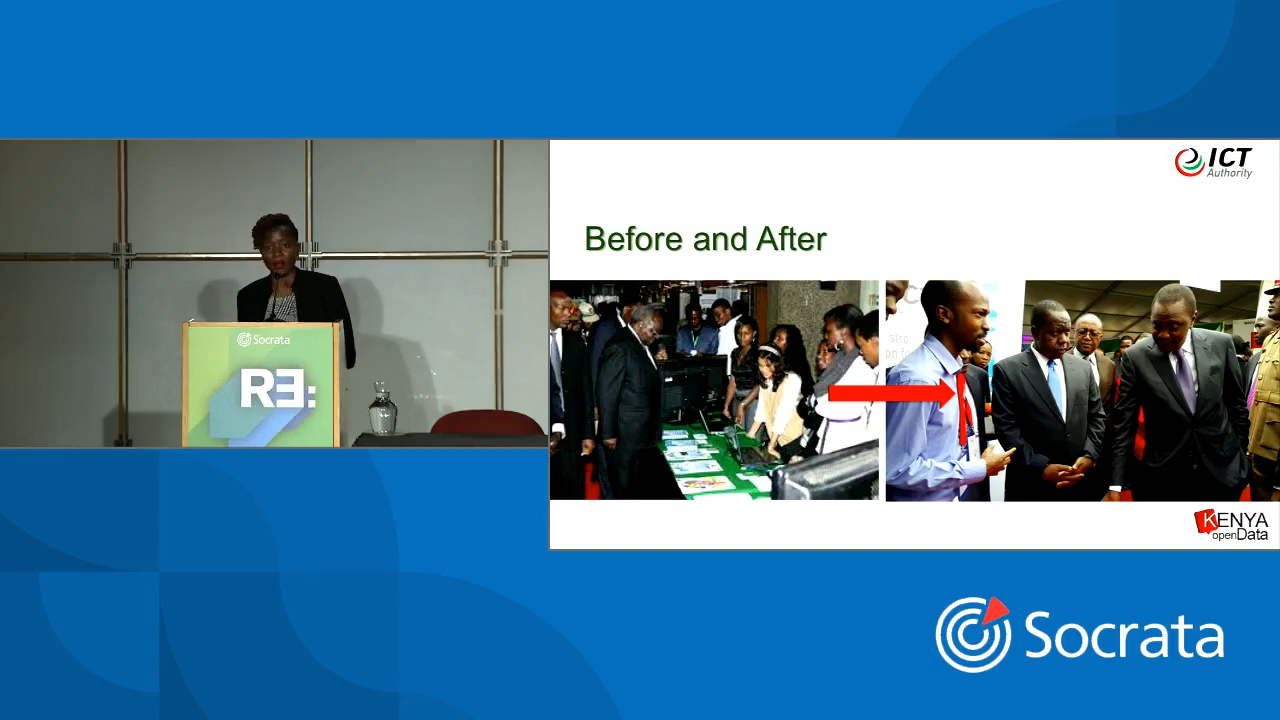 Socrata
RE:
ICT
Authority
Before and After
KENYA
openData
Socrata